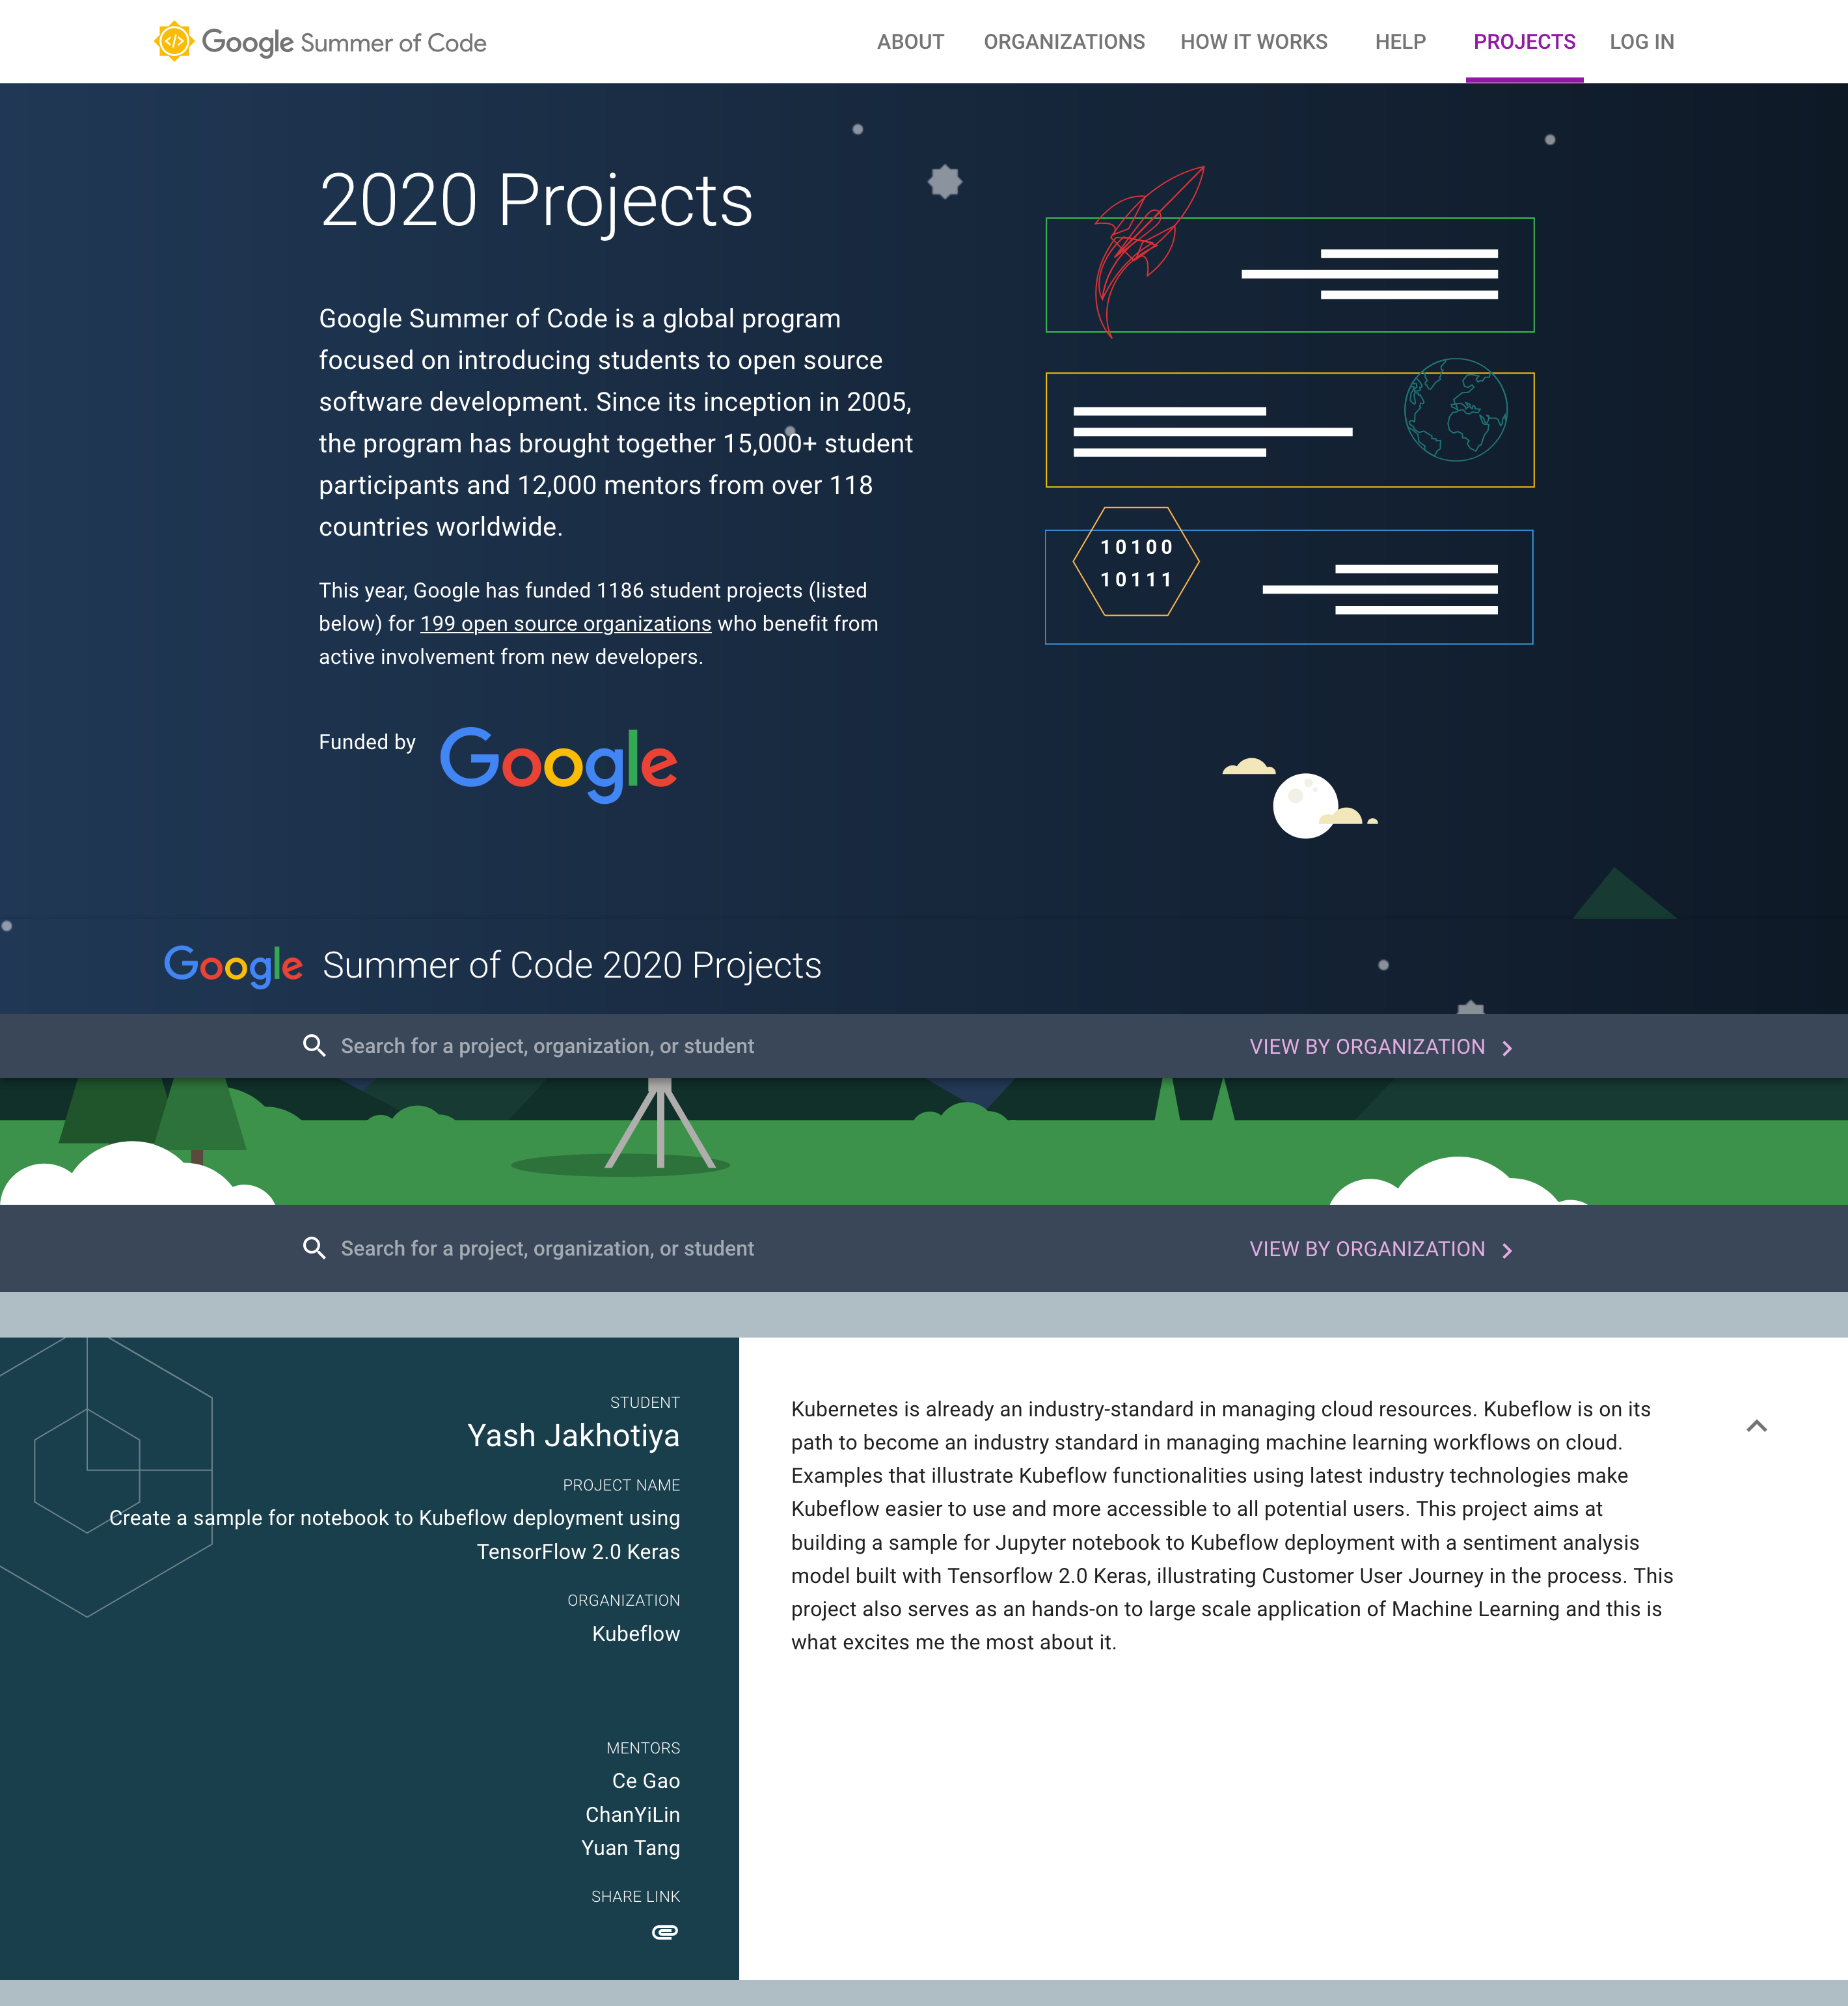 Google Summer of Code
ABOUT ORGANIZATIONS HOW IT WORKS HELP PROJECTS LOG IN
2020 Projects
Google Summer of Code is a global program
focused on introducing students to open source
software development. Since its inception in 2005,
the program has brought together 15,000+ student
participants and 12,000 mentors from over 118
countries worldwide.
This year, Google has funded 1186 student projects (listed
below) for 199 open source organizations who benefit from
active involvement from new developers.
Funded by Google
10100
10111
Google Summer of Code 2020 Projects
Search for a project, organization, or student VIEW BY ORGANIZATION
Search for a project, organization, or student VIEW BY ORGANIZATION
STUDENT
Yash Jakhotiya
PROJECT NAME
Create a sample for notebook to Kubeflow deployment using
TensorFlow 2.0 Keras
ORGANIZATION
Kubeflow
MENTORS
Ce Gao
ChanYiLin
Yuan Tang
SHARE LINK
Kubernetes is already an industry-standard in managing cloud resources. Kubeflow is on its
path to become an industry standard in managing machine learning workflows on cloud.
Examples that illustrate Kubeflow functionalities using latest industry technologies make
Kubeflow easier to use and more accessible to all potential users. This project aims at
building a sample for Jupyter notebook to Kubeflow deployment with a sentiment analysis
model built with Tensorflow 2.0 Keras, illustrating Customer User Journey in the process. This
project also serves as an hands-on to large scale application of Machine Learning and this is
what excites me the most about it.